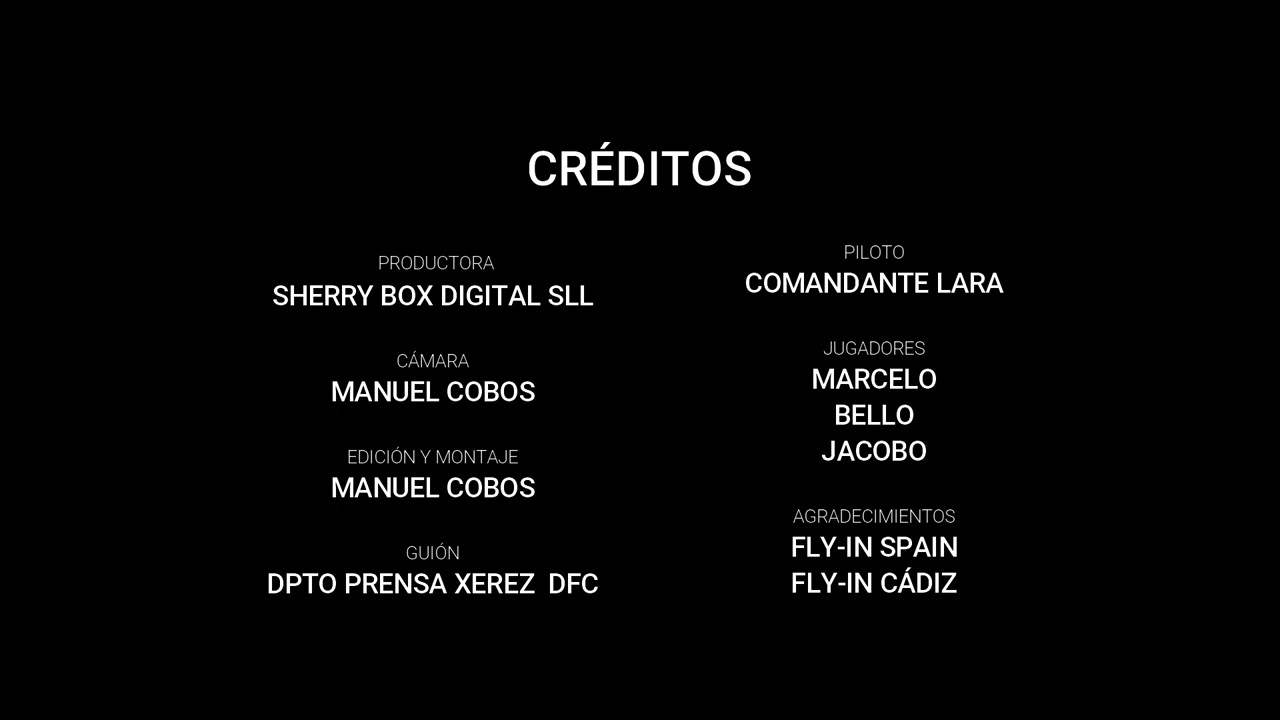 CRÉDITOS
PRODUCTORA
SHERRY BOX DIGITAL SLL
CÁMARA
MANUEL COBOS
EDICIÓN Y MONTAJE
MANUEL COBOS
GUIÓN
DPTO PRENSA XEREZ  DFC
PILOTO
COMANDANTE LARA
JUGADORES
MARCELO
BELLO
JACOBO
AGRADECIMIENTOS
FLY-IN SPAIN
FLY-IN CÁDIZ